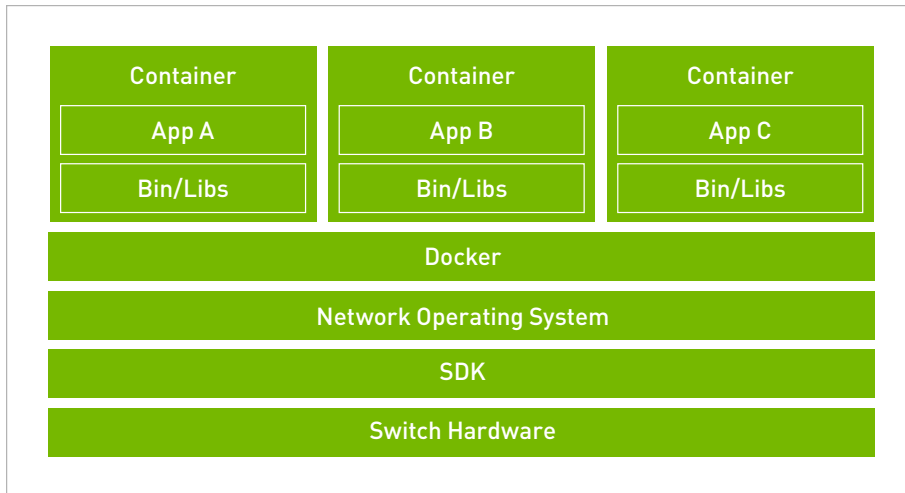 Container
App A
Bin/Libs
Container
App B
Bin/Libs
Container
App C
Bin/Libs
Docker
Network Operating System
SDK
Switch Hardware